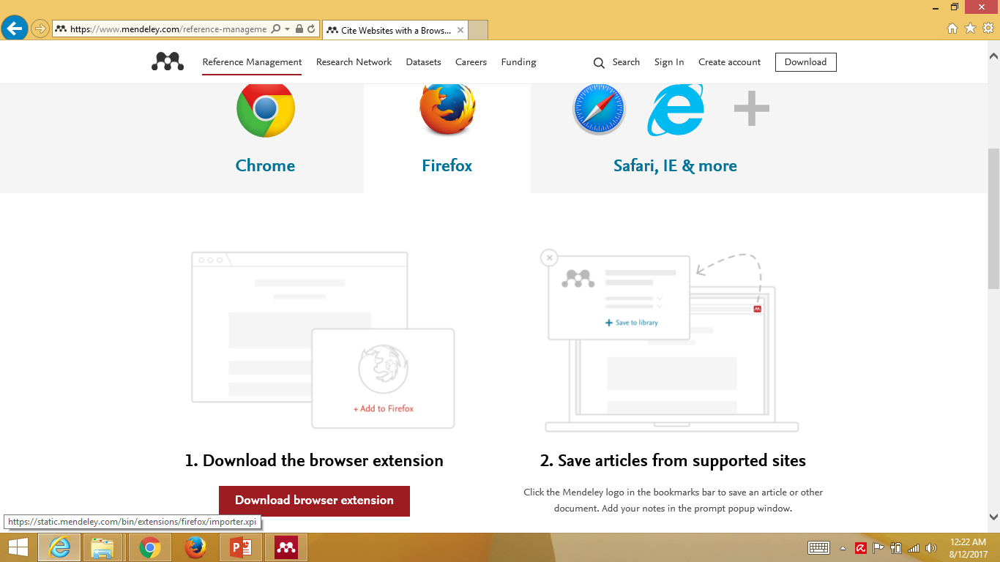 https://www.mendeley.com/reference-manageme
Cite Websites with a Brows...
Reference Management
Research Network
Datasets
Careers
Funding
Search
Sign In
Create account
Download
Chrome
Firefox
Safari, IE & more
+ Add to Firefox
+ Save to library
1. Download the browser extension
2. Save articles from supported sites
Download browser extension
Click the Mendeley logo in the bookmarks bar to save an article or other
document. Add your notes in the prompt popup window.
https://static.mendeley.com/bin/extensions/firefox/importer.xpi
12:22 AM
8/12/2017